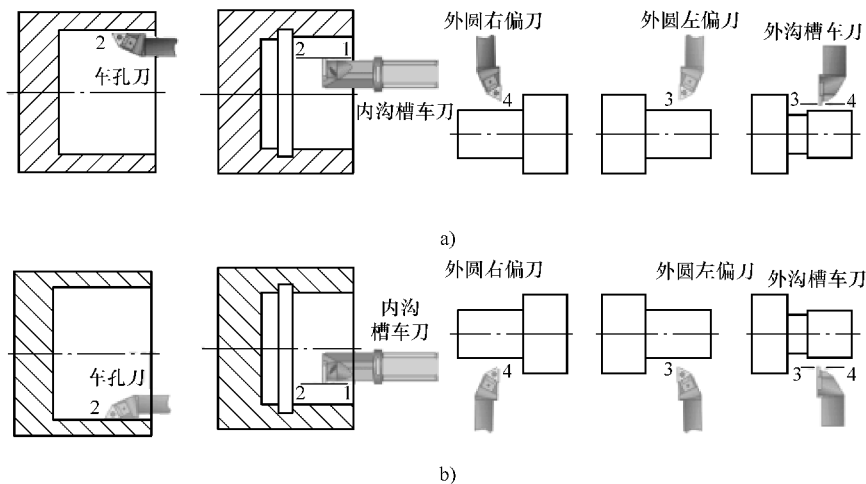 2
车孔刀
2 1
内沟槽车刀
外圆右偏刀
4
外圆左偏刀
3
外沟槽车刀
3 4
a)
车孔刀
2
内沟
槽车刀
2 1
外圆右偏刀
4
外圆左偏刀
3
外沟槽车刀
3 4
b)